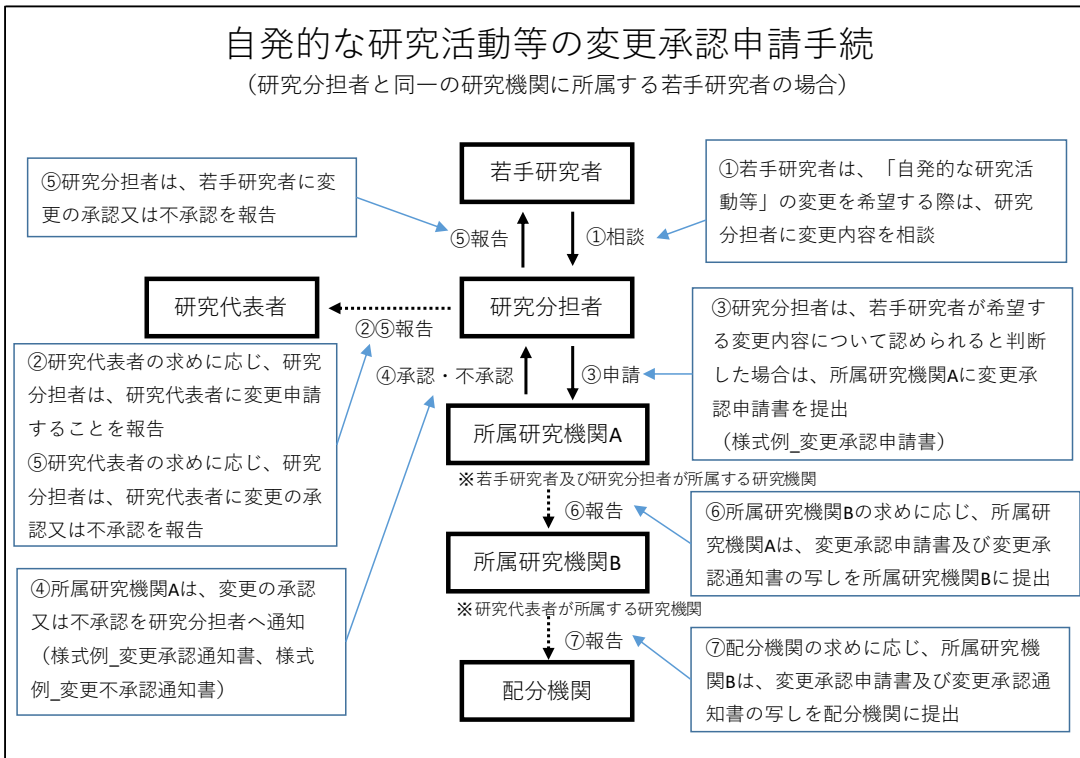 自発的な研究活動等の変更承認申請手続
（研究分担者と同一の研究機関に所属する若手研究者の場合）
若手研究者
⑤研究分担者は、若手研究者に変
更の承認又は不承認を報告
①若手研究者は、「自発的な研究活
動等」の変更を希望する際は、研究
分担者に変更内容を相談
⑤報告
①相談
研究代表者
研究分担者
②⑤報告
③研究分担者は、若手研究者が希望す
る変更内容について認められると判断
した場合は、所属研究機関Aに変更承
認申請書を提出
（様式例_変更承認申請書）
②研究代表者の求めに応じ、研究
分担者は、研究代表者に変更申請
することを報告
⑤研究代表者の求めに応じ、研究
分担者は、研究代表者に変更の承
認又は不承認を報告
④承認・不承認
③申請
所属研究機関A
※若手研究者及び研究分担者が所属する研究機関
⑥報告
⑥所属研究機関Bの求めに応じ、所属研
究機関Aは、変更承認申請書及び変更承
認通知書の写しを所属研究機関Bに提出
所属研究機関B
※研究代表者が所属する研究機関
④所属研究機関Aは、変更の承認
又は不承認を研究分担者へ通知
（様式例_変更承認通知書、様式
例_変更不承認通知書）
⑦報告
⑦配分機関の求めに応じ、所属研究機
関Bは、変更承認申請書及び変更承認通
知書の写しを配分機関に提出
配分機関